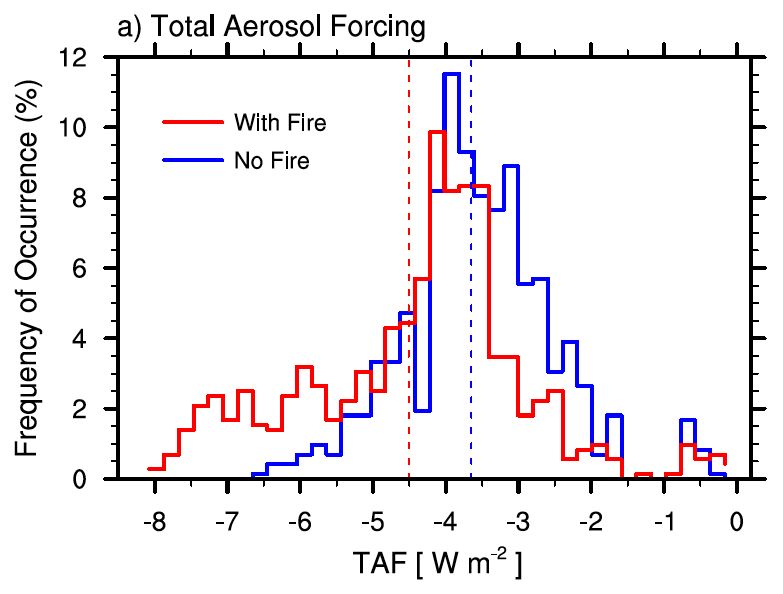 a) Total Aerosol Forcing
Frequency of Occurrence (%)
12
10
8
6
4
2
0
With Fire
No Fire
-8 -7 -6 -5 -4 -3 -2 -1 0
TAF [ W m⁻² ]